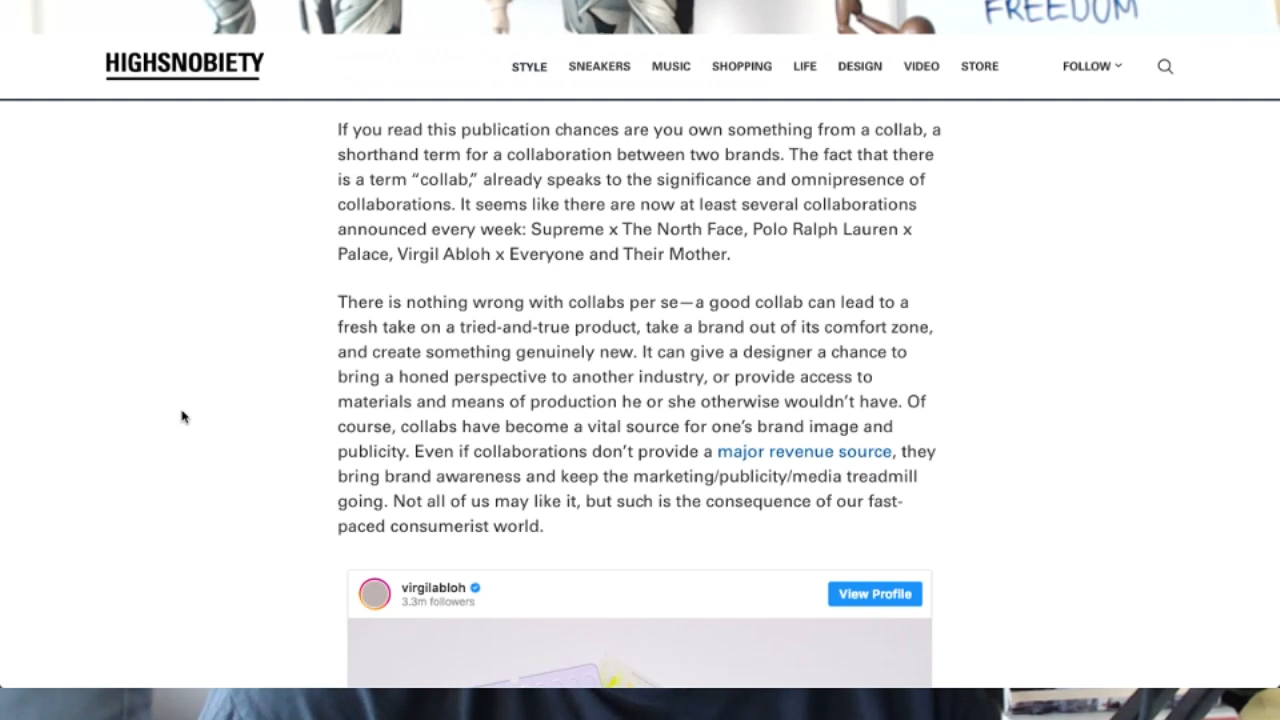 FREEDOM
HIGHSNOBIETY
STYLE SNEAKERS MUSIC SHOPPING LIFE DESIGN VIDEO STORE FOLLOW
If you read this publication chances are you own something from a collab, a
shorthand term for a collaboration between two brands. The fact that there
is a term “collab,” already speaks to the significance and omnipresence of
collaborations. It seems like there are now at least several collaborations
announced every week: Supreme x The North Face, Polo Ralph Lauren x
Palace, Virgil Abloh x Everyone and Their Mother.
There is nothing wrong with collabs per se—a good collab can lead to a
fresh take on a tried-and-true product, take a brand out of its comfort zone,
and create something genuinely new. It can give a designer a chance to
bring a honed perspective to another industry, or provide access to
materials and means of production he or she otherwise wouldn’t have. Of
course, collabs have become a vital source for one’s brand image and
publicity. Even if collaborations don’t provide a major revenue source, they
bring brand awareness and keep the marketing/publicity/media treadmill
going. Not all of us may like it, but such is the consequence of our fast-
paced consumerist world.
virgilabloh
3.3m followers
View Profile